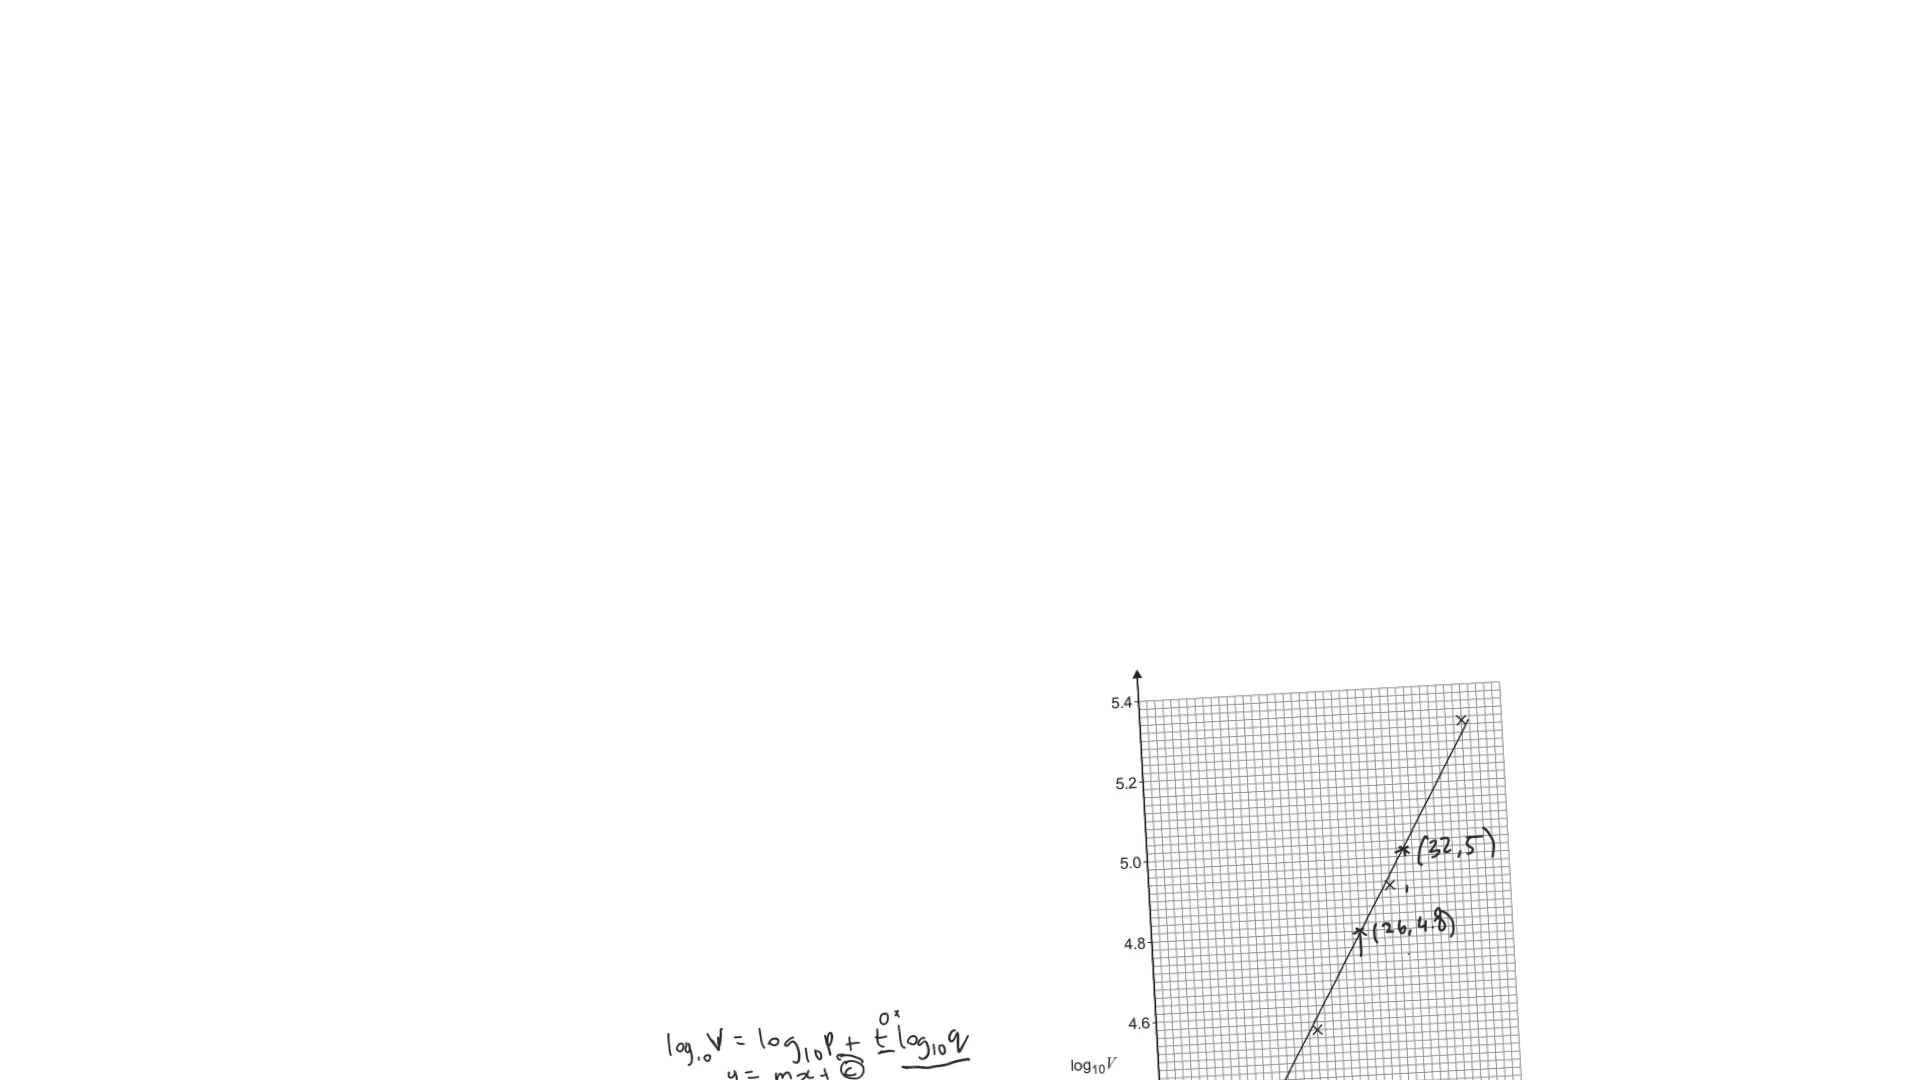 5.4
5.2
(32,5)
5.0
(26,4.8)
4.8
4.6
log₁₀V = log₁₀p + t log₁₀q
y = mx + c
log₁₀V